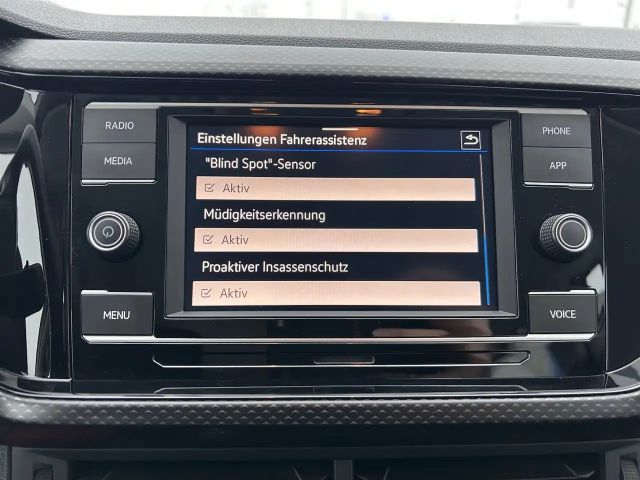 RADIO
MEDIA
MENU
Einstellungen Fahrerassistenz
"Blind Spot"-Sensor
Aktiv
Müdigkeitserkennung
Aktiv
Proaktiver Insassenschutz
Aktiv
PHONE
APP
VOICE